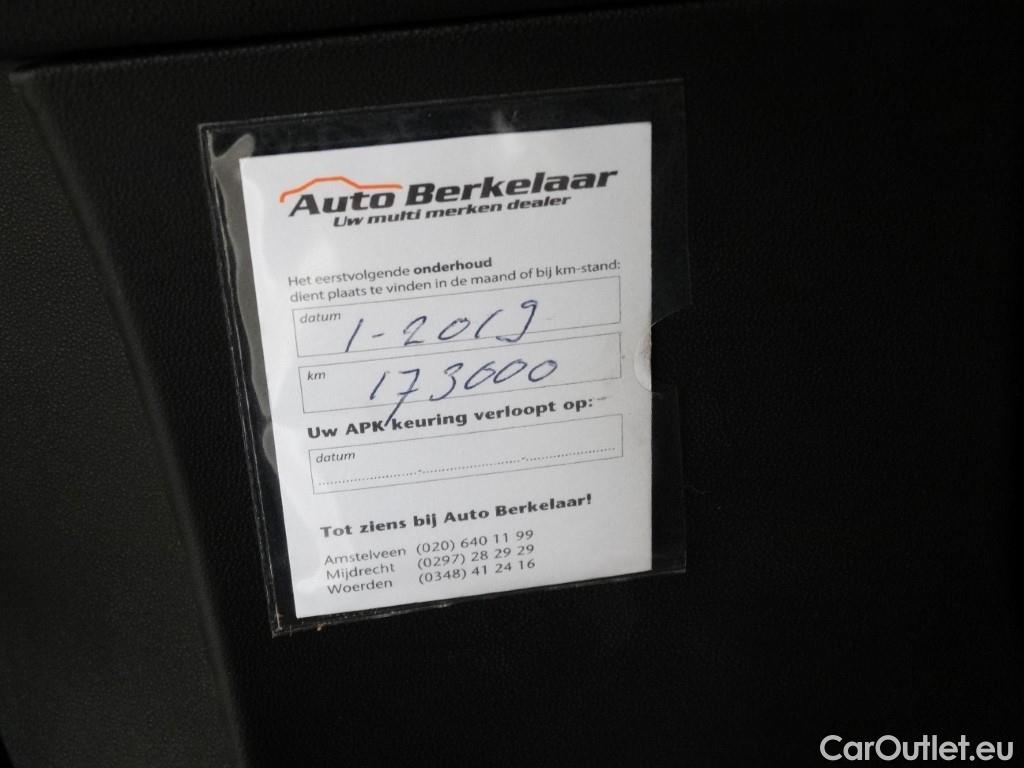 Auto Berkelaar
Uw multi merken dealer
Het eerstvolgende onderhoud
dient plaats te vinden in de maand of bij km-stand:
datum
1-2019
km
173000
Uw APK keuring verloopt op:
datum
Tot ziens bij Auto Berkelaar!
Amstelveen (020) 640 11 99
Mijdrecht (0297) 28 29 29
Woerden (0348) 41 24 16
CarOutlet.eu